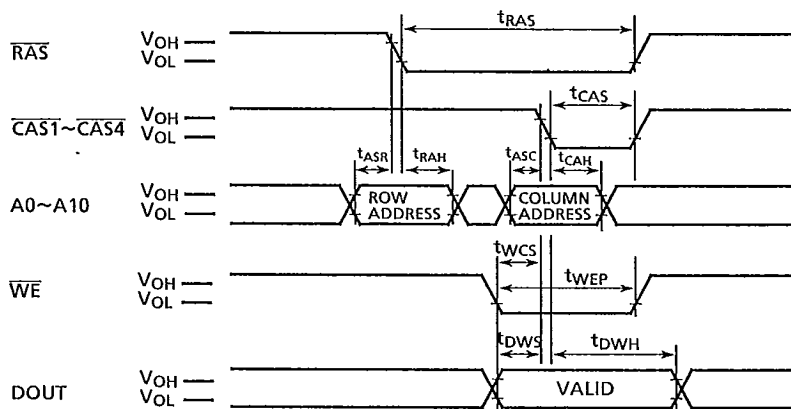 tRAS
RAS VOH
VOL
tCAS
CAS1~CAS4 VOH
VOL
tASR tRAH tASC tCAH
A0~A10 VOH
VOL
ROW
ADDRESS
COLUMN
ADDRESS
tWCS
WE VOH
VOL
tWEP
tDWS tDWH
DOUT VOH
VOL
VALID